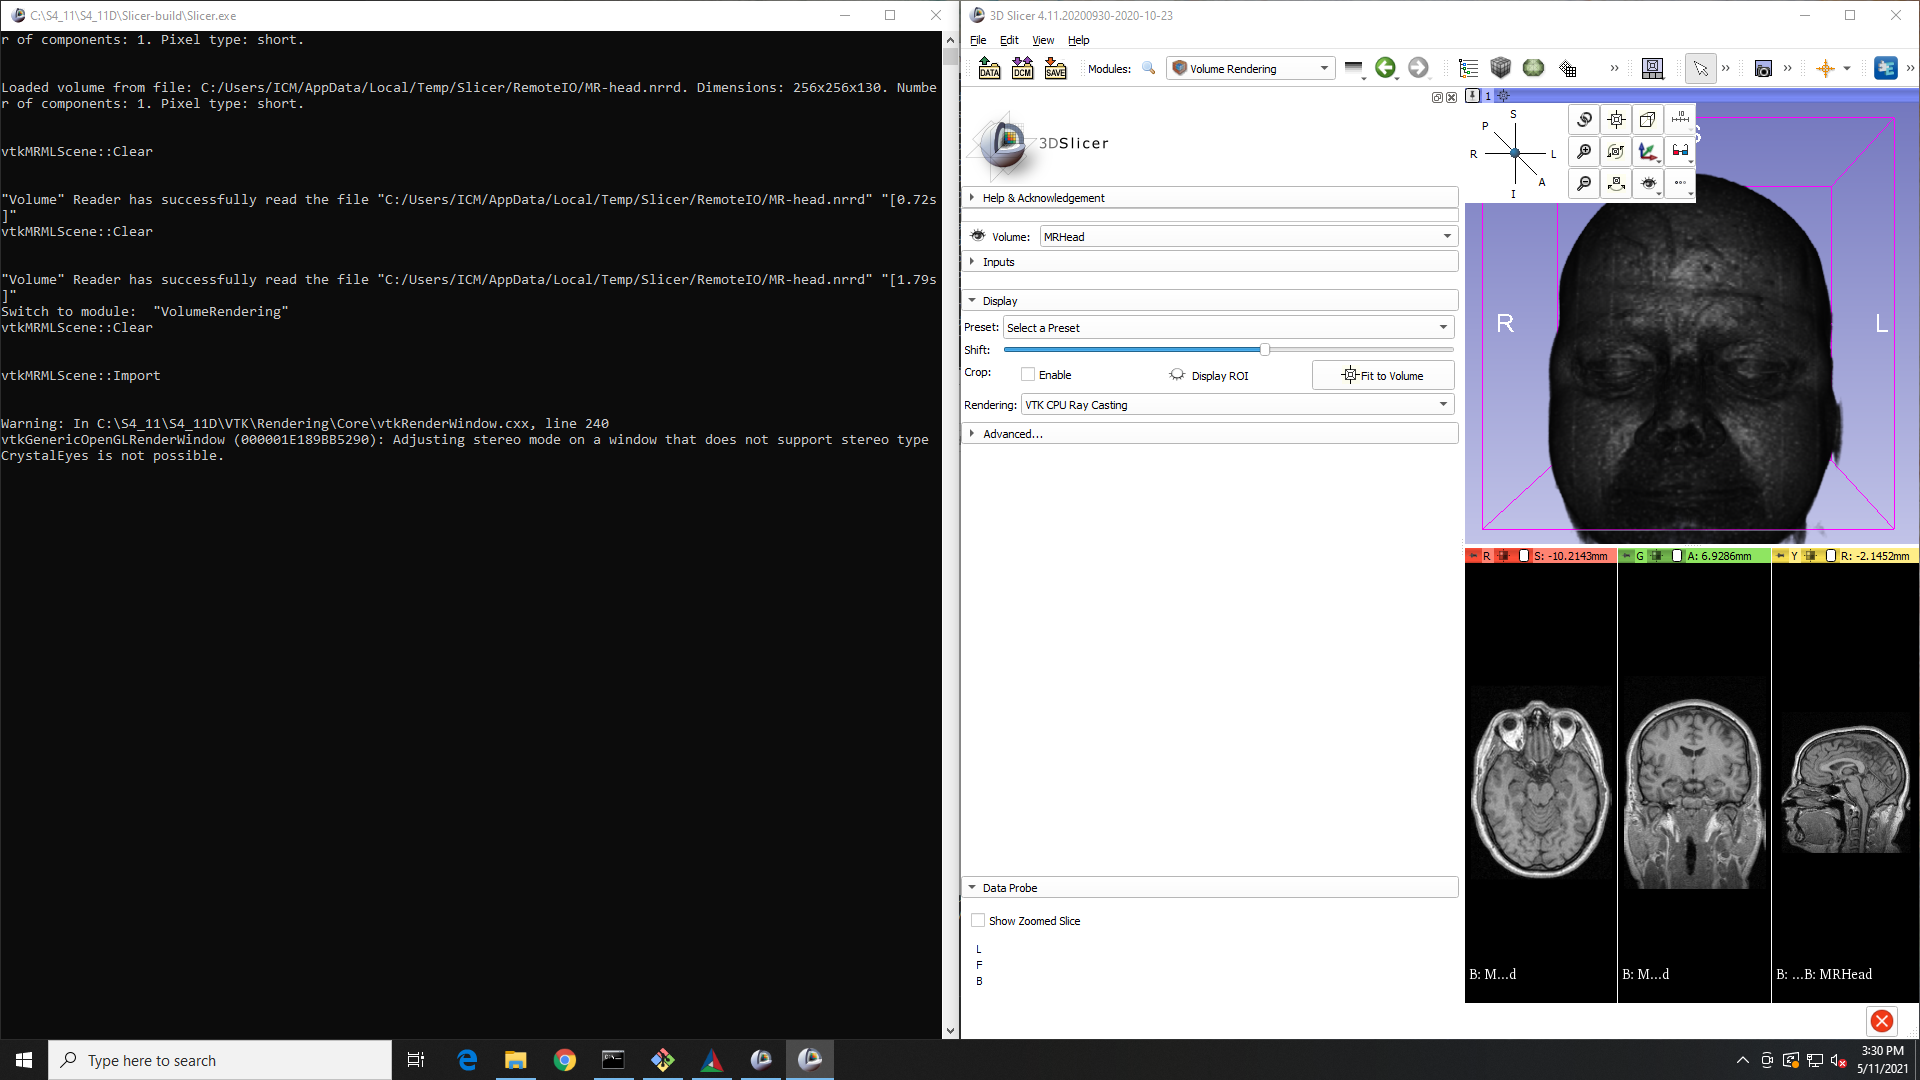 C:\S4_11\S4_11D\Slicer-build\Slicer.exe
r of components: 1. Pixel type: short.
Loaded volume from file: C:/Users/ICM/AppData/Local/Temp/Slicer/RemoteIO/MR-head.nrrd. Dimensions: 256x256x130. Numbe
r of components: 1. Pixel type: short.
vtkMRMLScene::Clear
"Volume" Reader has successfully read the file "C:/Users/ICM/AppData/Local/Temp/Slicer/RemoteIO/MR-head.nrrd" "[0.72s
]"
vtkMRMLScene::Clear
"Volume" Reader has successfully read the file "C:/Users/ICM/AppData/Local/Temp/Slicer/RemoteIO/MR-head.nrrd" "[1.79s
]"
Switch to module:  "VolumeRendering"
vtkMRMLScene::Clear
vtkMRMLScene::Import
Warning: In C:\S4_11\S4_11D\VTK\Rendering\Core\vtkRenderWindow.cxx, line 240
vtkGenericOpenGLRenderWindow (000001E189BB5290): Adjusting stereo mode on a window that does not support stereo type
CrystalEyes is not possible.
3D Slicer 4.11.20200930-2020-10-23
File Edit View Help
DATA DCM SAVE Modules: Volume Rendering
3DSlicer
Help & Acknowledgement
Volume: MRHead
Inputs
Display
Preset: Select a Preset
Shift:
Crop: Enable Display ROI Fit to Volume
Rendering: VTK CPU Ray Casting
Advanced...
Data Probe
Show Zoomed Slice
L
F
B
1
S
P
R L
A
I
10
S
R L
R S: -10.2143mm
G A: 6.9286mm
Y R: -2.1452mm
B: M...d
B: M...d
B: ...B: MRHead
Type here to search
3:30 PM
5/11/2021